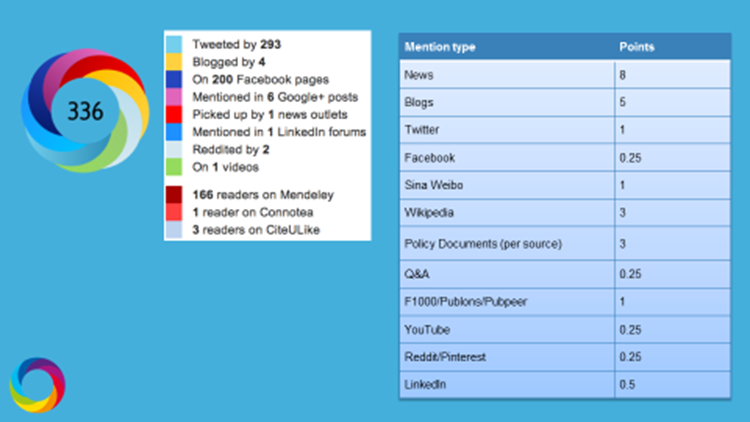 336
Tweeted by 293
Blogged by 4
On 200 Facebook pages
Mentioned in 6 Google+ posts
Picked up by 1 news outlets
Mentioned in 1 LinkedIn forums
Reddited by 2
On 1 videos
166 readers on Mendeley
1 reader on Connotea
3 readers on CiteULike
Mention type Points
News 8
Blogs 5
Twitter 1
Facebook 0.25
Sina Weibo 1
Wikipedia 3
Policy Documents (per source) 3
Q&A 0.25
F1000/Publons/Pubpeer 1
YouTube 0.25
Reddit/Pinterest 0.25
LinkedIn 0.5